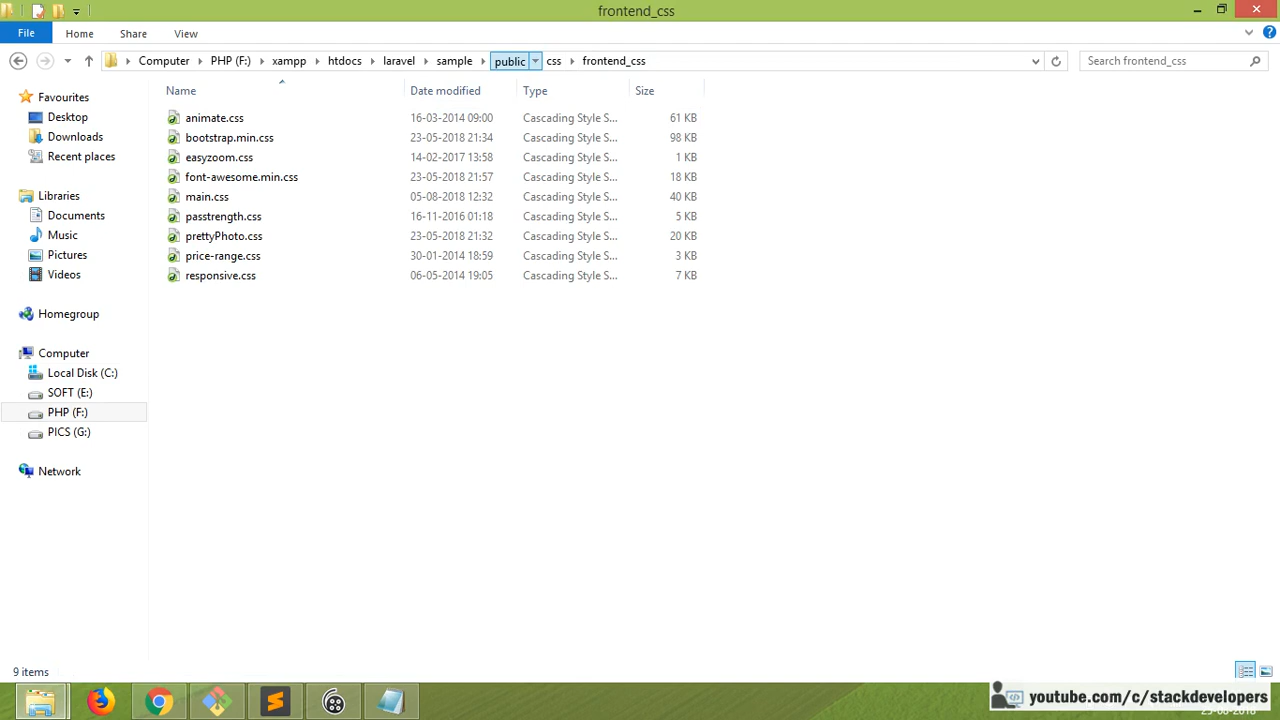 frontend_css
File Home Share View
Computer PHP (F:) xampp htdocs laravel sample public css frontend_css Search frontend_css
Name Date modified Type Size
Favourites
Desktop
Downloads
Recent places
Libraries
Documents
Music
Pictures
Videos
Homegroup
Computer
Local Disk (C:)
SOFT (E:)
PHP (F:)
PICS (G:)
Network
animate.css 16-03-2014 09:00 Cascading Style S... 61 KB
bootstrap.min.css 23-05-2018 21:34 Cascading Style S... 98 KB
easyzoom.css 14-02-2017 13:58 Cascading Style S... 1 KB
font-awesome.min.css 23-05-2018 21:57 Cascading Style S... 18 KB
main.css 05-08-2018 12:32 Cascading Style S... 40 KB
passtrength.css 16-11-2016 01:18 Cascading Style S... 5 KB
prettyPhoto.css 23-05-2018 21:32 Cascading Style S... 20 KB
price-range.css 30-01-2014 18:59 Cascading Style S... 3 KB
responsive.css 06-05-2014 19:05 Cascading Style S... 7 KB
9 items
youtube.com/c/stackdevelopers